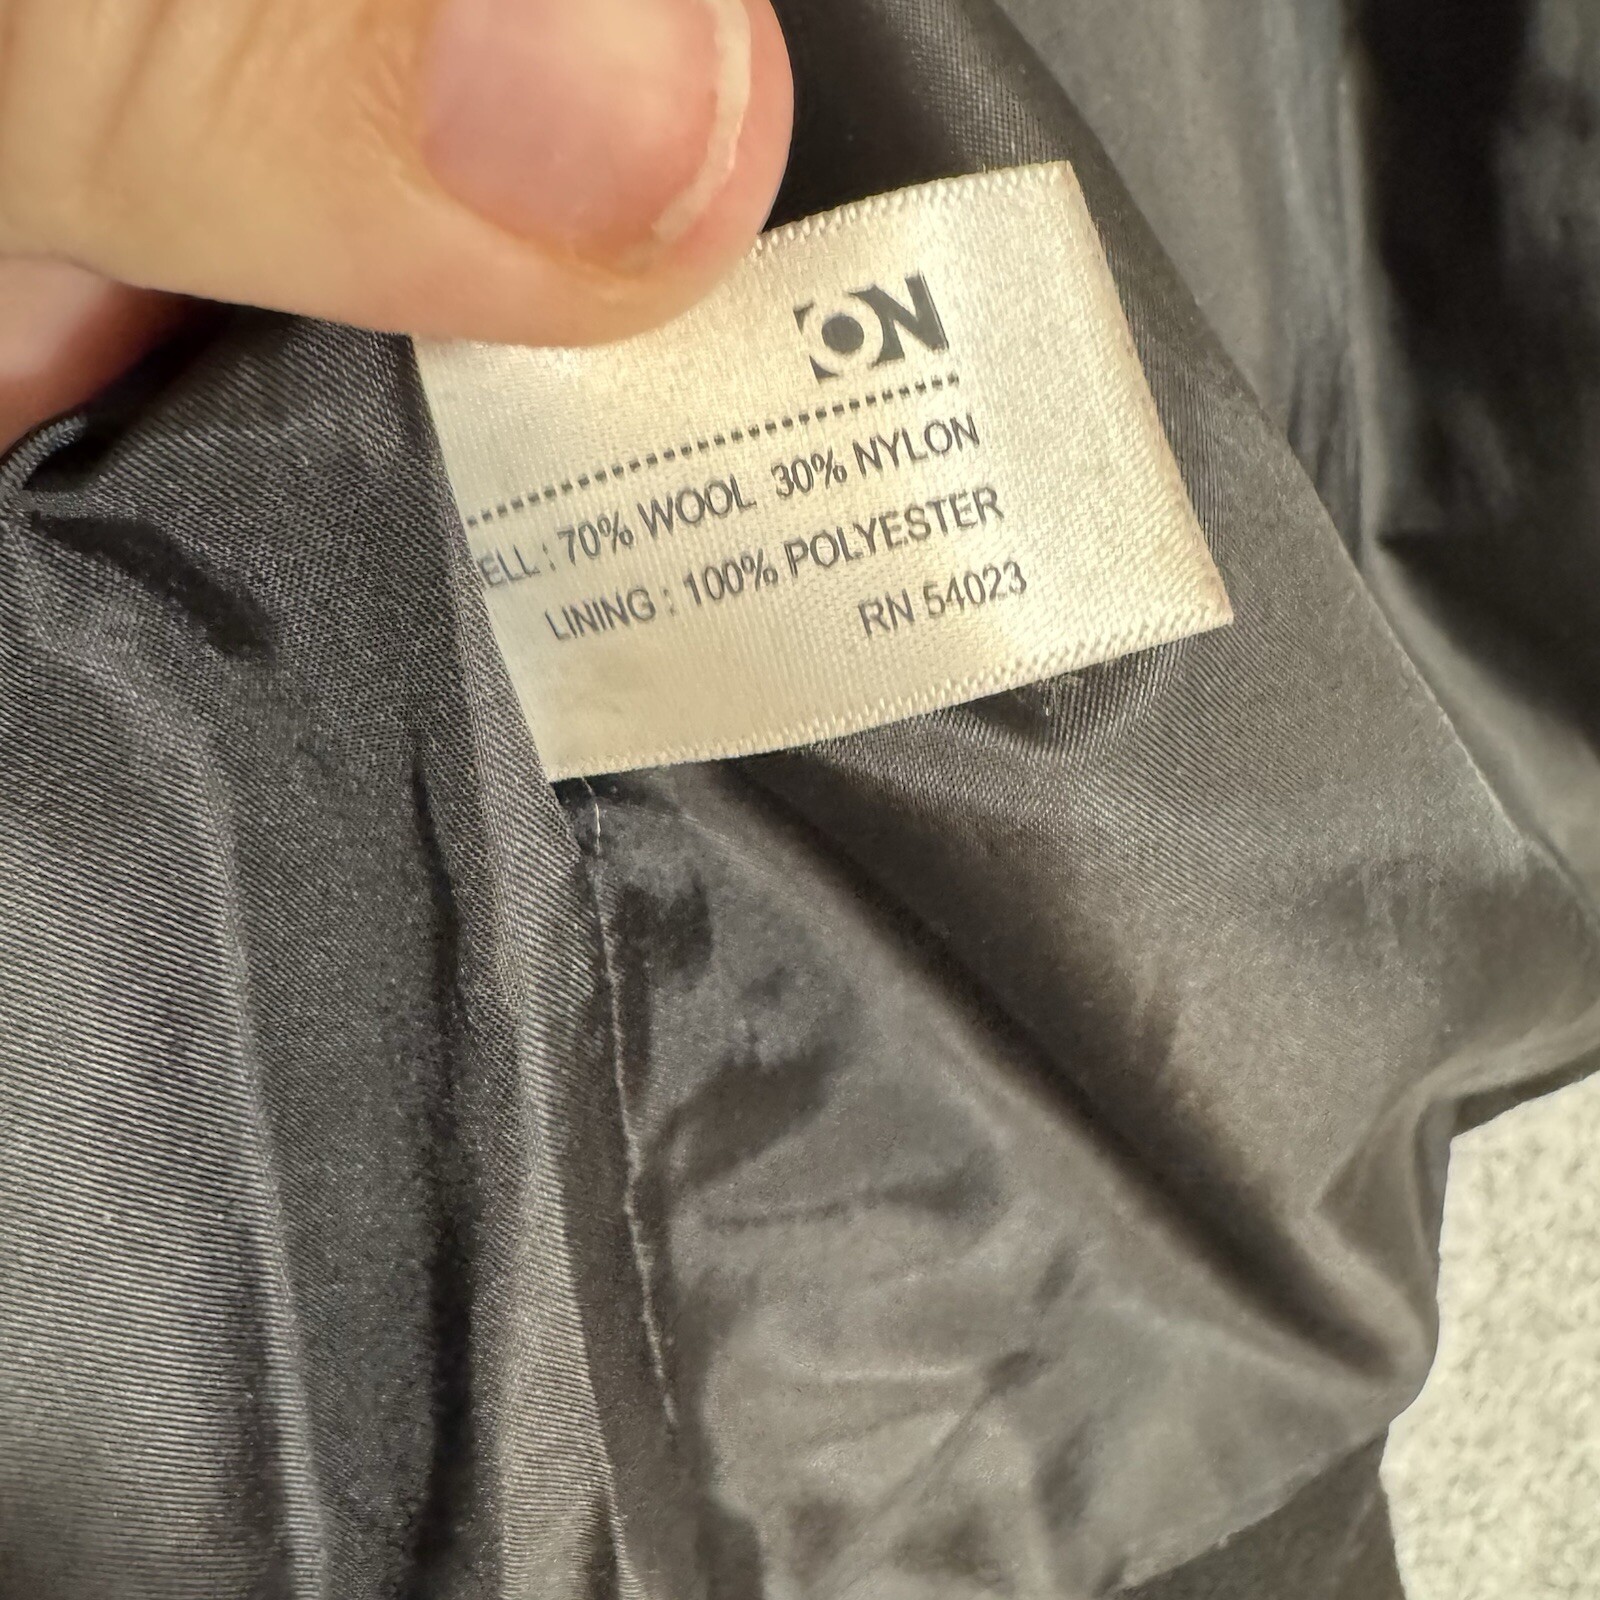 ON
ELL : 70% WOOL 30% NYLON
LINING : 100% POLYESTER
RN 54023